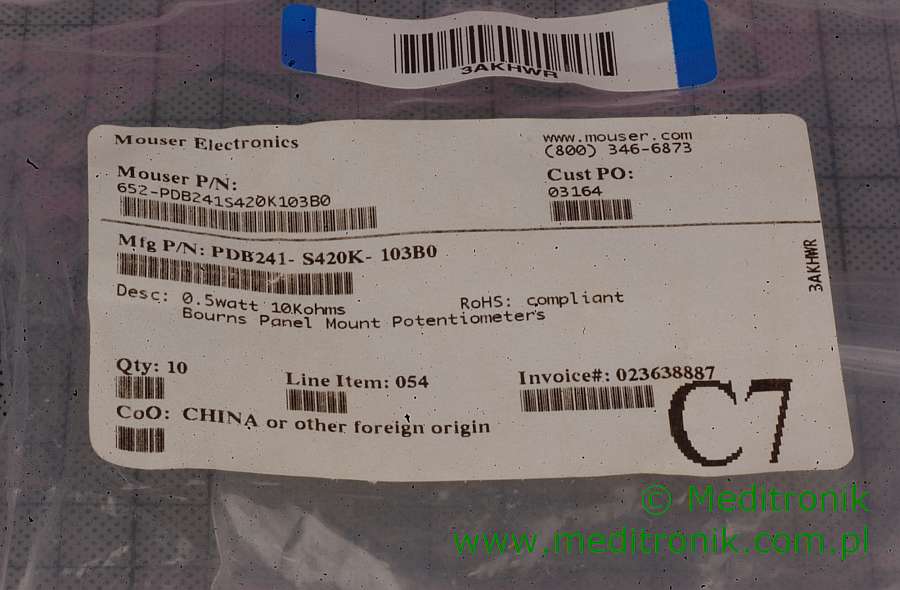 3AKHWR
Mouser Electronics
www.mouser.com
(800) 346-6873
Mouser P/N:
652-PDB241S420K103B0
Cust PO:
03164
Mfg P/N: PDB241- S420K- 103B0
3AKHWR
Desc: 0.5watt 10Kohms
RoHS: compliant
Bourns Panel Mount Potentiometers
Qty: 10
Line Item: 054
Invoice#: 023638887
C7
CoO: CHINA or other foreign origin
© Meditronik
www.meditronik.com.pl